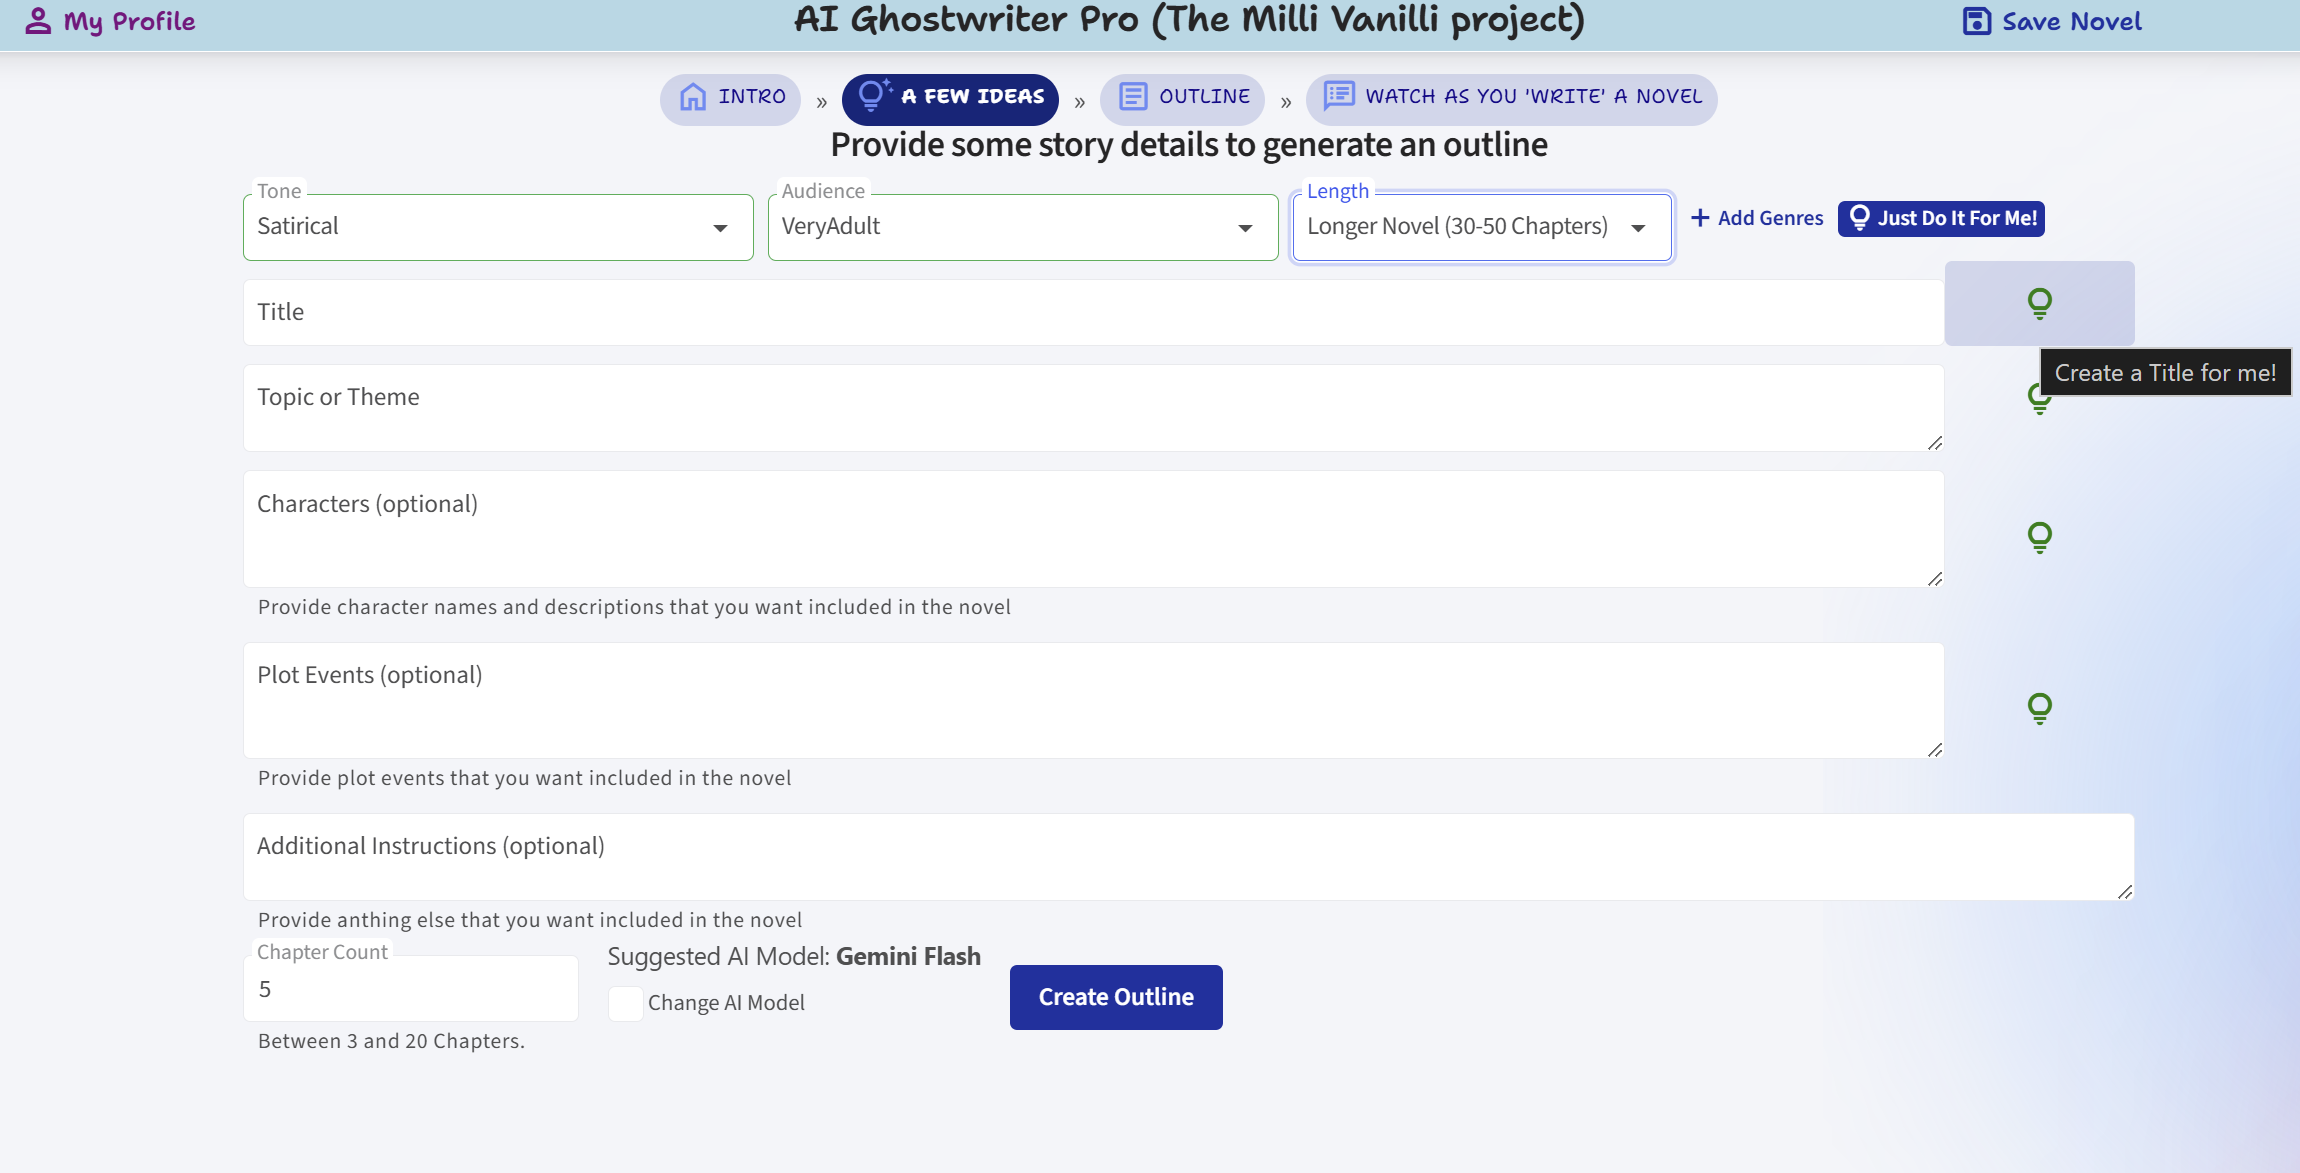 My Profile
AI Ghostwriter Pro (The Milli Vanilli project)
Save Novel
INTRO » A FEW IDEAS » OUTLINE » WATCH AS YOU 'WRITE' A NOVEL
Provide some story details to generate an outline
Tone
Satirical
Audience
VeryAdult
Length
Longer Novel (30-50 Chapters)
+ Add Genres
Just Do It For Me!
Title
Create a Title for me!
Topic or Theme
Characters (optional)
Provide character names and descriptions that you want included in the novel
Plot Events (optional)
Provide plot events that you want included in the novel
Additional Instructions (optional)
Provide anthing else that you want included in the novel
Chapter Count
5
Between 3 and 20 Chapters.
Suggested AI Model: Gemini Flash
Change AI Model
Create Outline